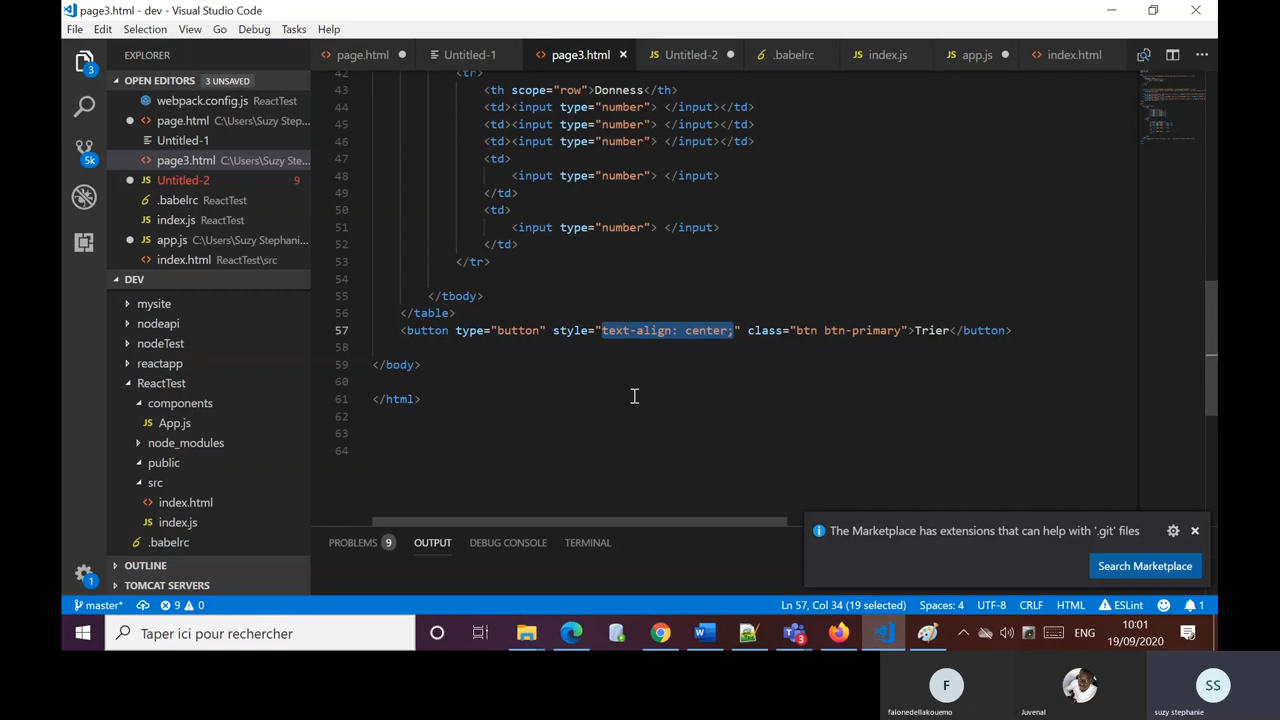 page3.html - dev - Visual Studio Code
File Edit Selection View Go Debug Tasks Help
EXPLORER
page.html Untitled-1 page3.html Untitled-2 .babelrc index.js app.js index.html
OPEN EDITORS 3 UNSAVED
webpack.config.js ReactTest
page.html C:\Users\Suzy Step...
Untitled-1
page3.html C:\Users\Suzy Ste...
Untitled-2 9
.babelrc ReactTest
index.js ReactTest
app.js C:\Users\Suzy Stephani...
index.html ReactTest\src
DEV
mysite
nodeapi
nodeTest
reactapp
ReactTest
components
App.js
node_modules
public
src
index.html
index.js
.babelrc
OUTLINE
TOMCAT SERVERS
3
5k
1
42 <tr>
43 <th scope="row">Donness</th>
44 <td><input type="number"> </input></td>
45 <td><input type="number"> </input></td>
46 <td><input type="number"> </input></td>
47 <td>
48 <input type="number"> </input>
49 </td>
50 <td>
51 <input type="number"> </input>
52 </td>
53 </tr>
54
55 </tbody>
56 </table>
57 <button type="button" style="text-align: center;" class="btn btn-primary">Trier</button>
58
59 </body>
60
61 </html>
62
63
64
PROBLEMS 9 OUTPUT DEBUG CONSOLE TERMINAL
The Marketplace has extensions that can help with '.git' files
Search Marketplace
master* 9 0 Ln 57, Col 34 (19 selected) Spaces: 4 UTF-8 CRLF HTML ESLint 1
Taper ici pour rechercher
3
ENG
10:01
19/09/2020
F
SS
falonedellakouemo
Juvenal
suzy stephanie